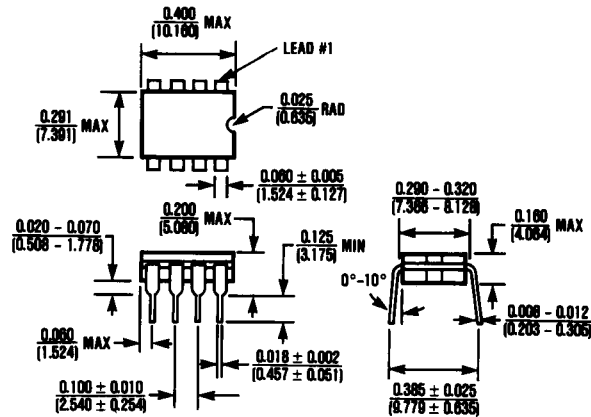 0.400
(10.160) MAX
LEAD #1
0.291
(7.391) MAX
0.025
(0.635) RAD
0.060 ± 0.005
(1.524 ± 0.127)
0.290 - 0.320
(7.366 - 8.128)
0.200
(5.080) MAX
0.160
(4.064) MAX
0.020 - 0.070
(0.508 - 1.778)
0.125
(3.175) MIN
0°-10°
0.008 - 0.012
(0.203 - 0.305)
0.060
(1.524) MAX
0.018 ± 0.002
(0.457 ± 0.051)
0.100 ± 0.010
(2.540 ± 0.254)
0.385 ± 0.025
(9.779 ± 0.635)